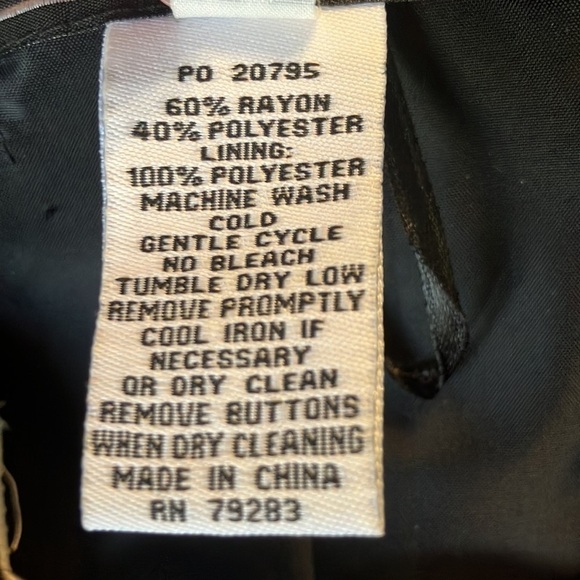 PO 20795
60% RAYON
40% POLYESTER
LINING:
100% POLYESTER
MACHINE WASH
COLD
GENTLE CYCLE
NO BLEACH
TUMBLE DRY LOW
REMOVE PROMPTLY
COOL IRON IF
NECESSARY
OR DRY CLEAN
REMOVE BUTTONS
WHEN DRY CLEANING
MADE IN CHINA
RN 79283